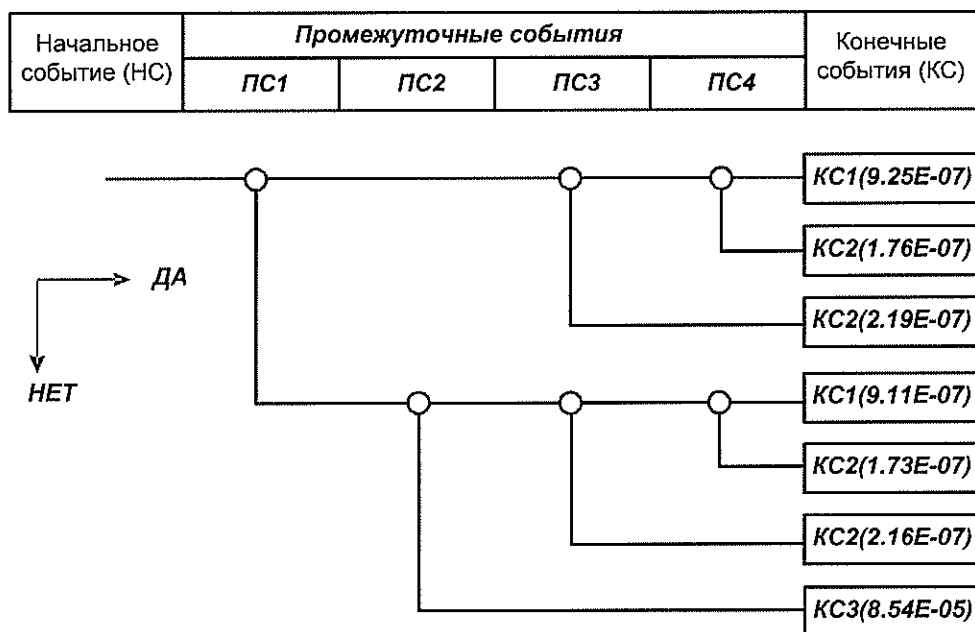 Начальное
событие (НС)
Промежуточные события
Конечные
события (КС)
ПС1
ПС2
ПС3
ПС4
КС1(9.25E-07)
КС2(1.76E-07)
ДА
КС2(2.19E-07)
НЕТ
КС1(9.11E-07)
КС2(1.73E-07)
КС2(2.16E-07)
КС3(8.54E-05)